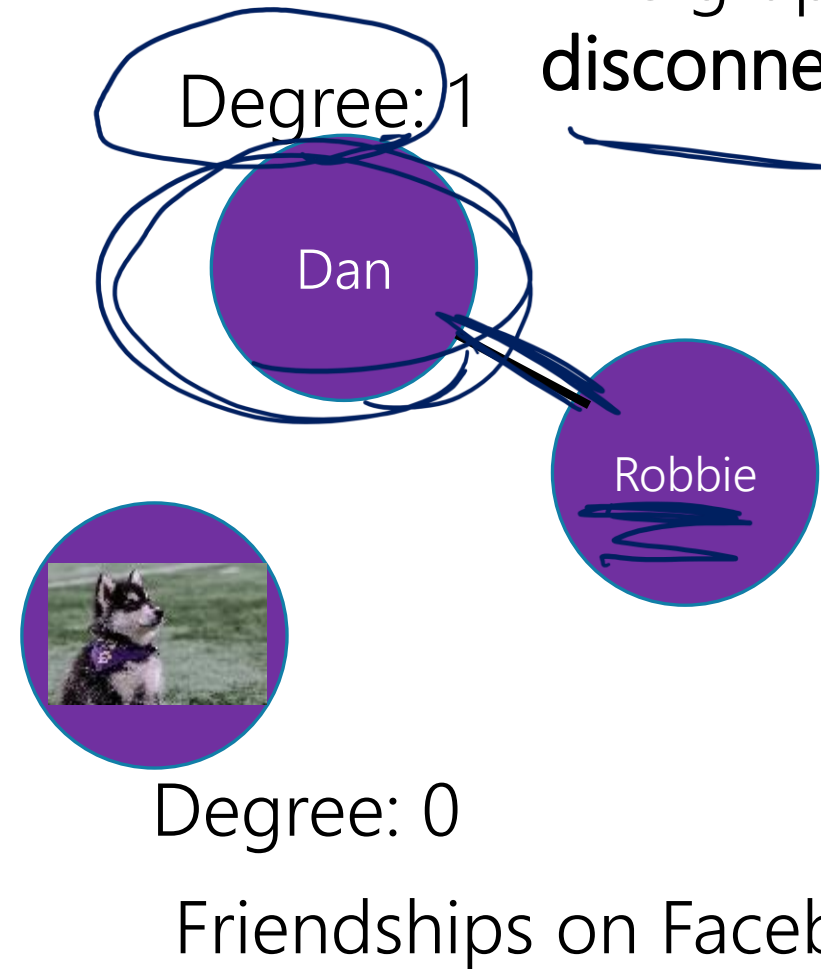 disconne
Degree: 1
Dan
Robbie
Degree: 0
Friendships on Faceb